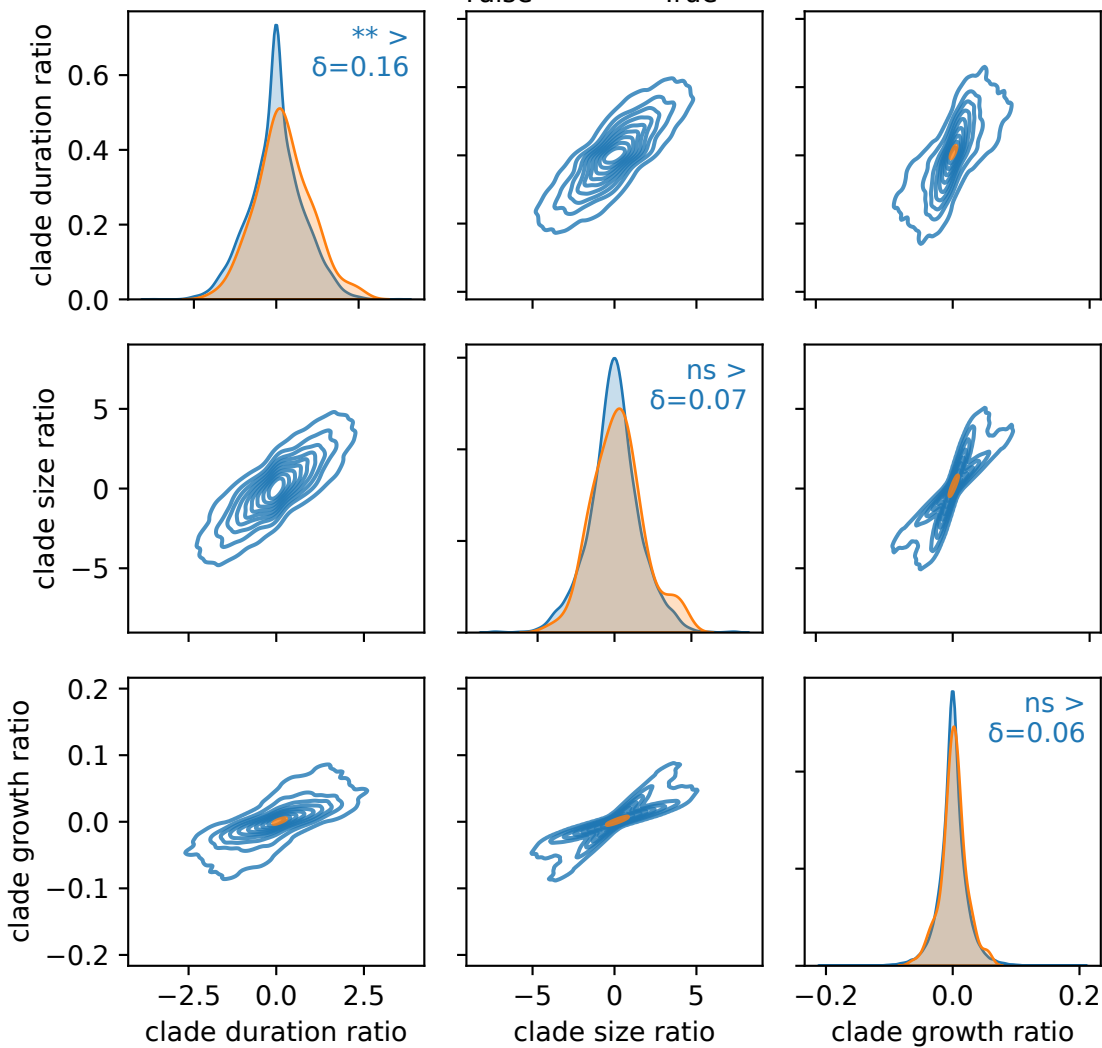 ** >
δ=0.16
clade duration ratio
0.6
0.4
0.2
0.0
ns >
δ=0.07
clade size ratio
5
0
−5
ns >
δ=0.06
clade growth ratio
0.2
0.1
0.0
−0.1
−0.2
−2.5 0.0 2.5
−5 0 5
−0.2 0.0 0.2
clade duration ratio
clade size ratio
clade growth ratio